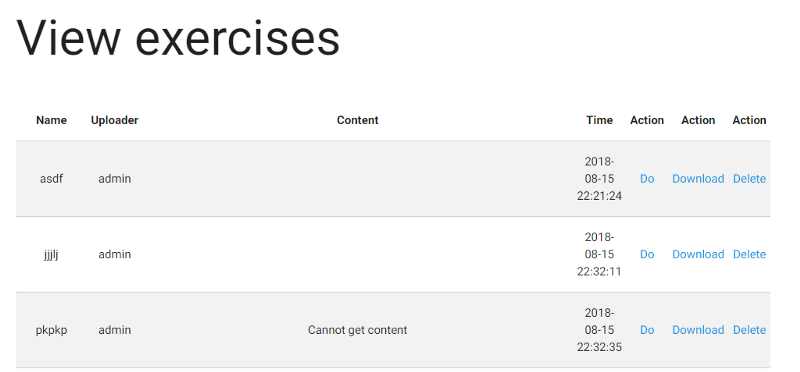 View exercises
Name Uploader Content Time Action Action Action
asdf admin 2018-08-15 22:21:24 Do Download Delete
jjjlj admin 2018-08-15 22:32:11 Do Download Delete
pkpkp admin Cannot get content 2018-08-15 22:32:35 Do Download Delete